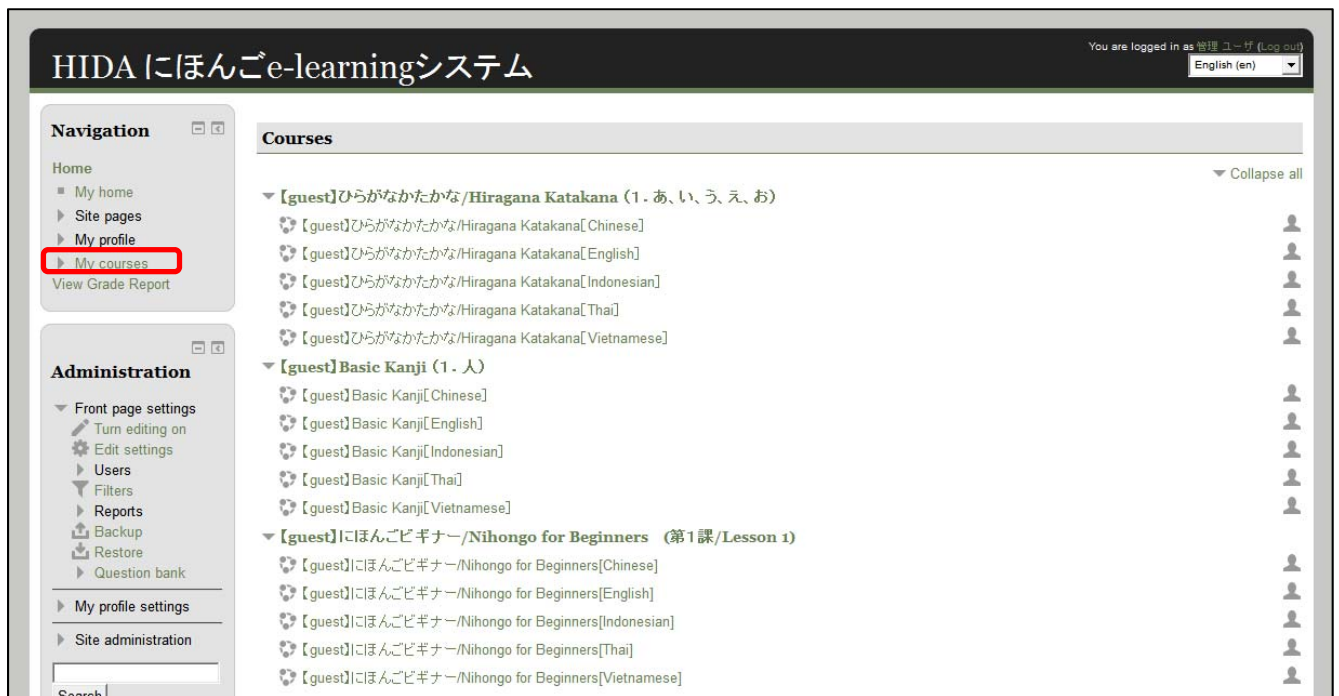 HIDA にほんごe-learningシステム
You are logged in as 管理 ユーザ (Log out)
English (en)
Navigation
Home
My home
Site pages
My profile
My courses
View Grade Report
Administration
Front page settings
Turn editing on
Edit settings
Users
Filters
Reports
Backup
Restore
Question bank
My profile settings
Site administration
Search
Courses
Collapse all
【guest】ひらがなかたかな/Hiragana Katakana (1. あ、い、う、え、お)
【guest】ひらがなかたかな/Hiragana Katakana[Chinese]
【guest】ひらがなかたかな/Hiragana Katakana[English]
【guest】ひらがなかたかな/Hiragana Katakana[Indonesian]
【guest】ひらがなかたかな/Hiragana Katakana[Thai]
【guest】ひらがなかたかな/Hiragana Katakana[Vietnamese]
【guest】Basic Kanji (1. 人)
【guest】Basic Kanji[Chinese]
【guest】Basic Kanji[English]
【guest】Basic Kanji[Indonesian]
【guest】Basic Kanji[Thai]
【guest】Basic Kanji[Vietnamese]
【guest】にほんごビギナー/Nihongo for Beginners (第1課/Lesson 1)
【guest】にほんごビギナー/Nihongo for Beginners[Chinese]
【guest】にほんごビギナー/Nihongo for Beginners[English]
【guest】にほんごビギナー/Nihongo for Beginners[Indonesian]
【guest】にほんごビギナー/Nihongo for Beginners[Thai]
【guest】にほんごビギナー/Nihongo for Beginners[Vietnamese]